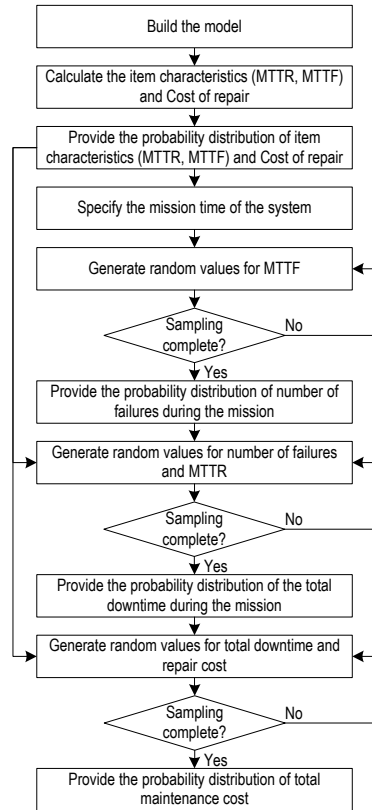 Build the model
Calculate the item characteristics (MTTR, MTTF)
and Cost of repair
Provide the probability distribution of item
characteristics (MTTR, MTTF) and Cost of repair
Specify the mission time of the system
Generate random values for MTTF
Sampling
complete?
No
Yes
Provide the probability distribution of number of
failures during the mission
Generate random values for number of failures
and MTTR
Sampling
complete?
No
Yes
Provide the probability distribution of the total
downtime during the mission
Generate random values for total downtime and
repair cost
Sampling
complete?
No
Yes
Provide the probability distribution of total
maintenance cost